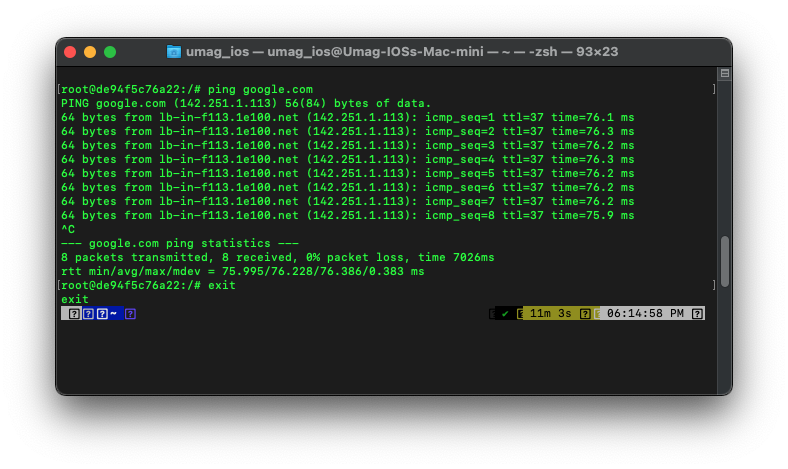 umag_ios — umag_ios@Umag-IOSs-Mac-mini — ~ — -zsh — 93×23
[root@de94f5c76a22:/# ping google.com ]
PING google.com (142.251.1.113) 56(84) bytes of data.
64 bytes from lb-in-f113.1e100.net (142.251.1.113): icmp_seq=1 ttl=37 time=76.1 ms
64 bytes from lb-in-f113.1e100.net (142.251.1.113): icmp_seq=2 ttl=37 time=76.3 ms
64 bytes from lb-in-f113.1e100.net (142.251.1.113): icmp_seq=3 ttl=37 time=76.2 ms
64 bytes from lb-in-f113.1e100.net (142.251.1.113): icmp_seq=4 ttl=37 time=76.3 ms
64 bytes from lb-in-f113.1e100.net (142.251.1.113): icmp_seq=5 ttl=37 time=76.2 ms
64 bytes from lb-in-f113.1e100.net (142.251.1.113): icmp_seq=6 ttl=37 time=76.2 ms
64 bytes from lb-in-f113.1e100.net (142.251.1.113): icmp_seq=7 ttl=37 time=76.2 ms
64 bytes from lb-in-f113.1e100.net (142.251.1.113): icmp_seq=8 ttl=37 time=75.9 ms
^C
--- google.com ping statistics ---
8 packets transmitted, 8 received, 0% packet loss, time 7026ms
rtt min/avg/max/mdev = 75.995/76.228/76.386/0.383 ms
[root@de94f5c76a22:/# exit ]
exit
~ ✔ 11m 3s 06:14:58 PM